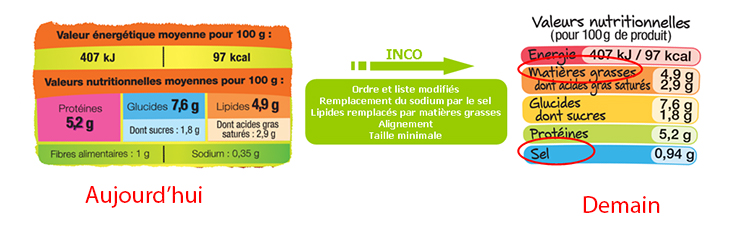 Valeur énergétique moyenne pour 100 g :
407 kJ 97 kcal
Valeurs nutritionnelles moyennes pour 100 g :
Protéines
5,2 g
Glucides 7,6 g
Dont sucres : 1,8 g
Lipides 4,9 g
Dont acides gras
saturés : 2,9 g
Fibres alimentaires : 1 g Sodium : 0,35 g
Aujourd'hui
INCO
Ordre et liste modifiés
Remplacement du sodium par le sel
Lipides remplacés par matières grasses
Alignement
Taille minimale
Valeurs nutritionnelles
(pour 100g de produit)
Energie 407 kJ / 97 kcal
Matières grasses 4,9 g
dont acides gras saturés 2,9 g
Glucides 7,6 g
dont sucres 1,8 g
Protéines 5,2 g
Sel 0,94 g
Demain